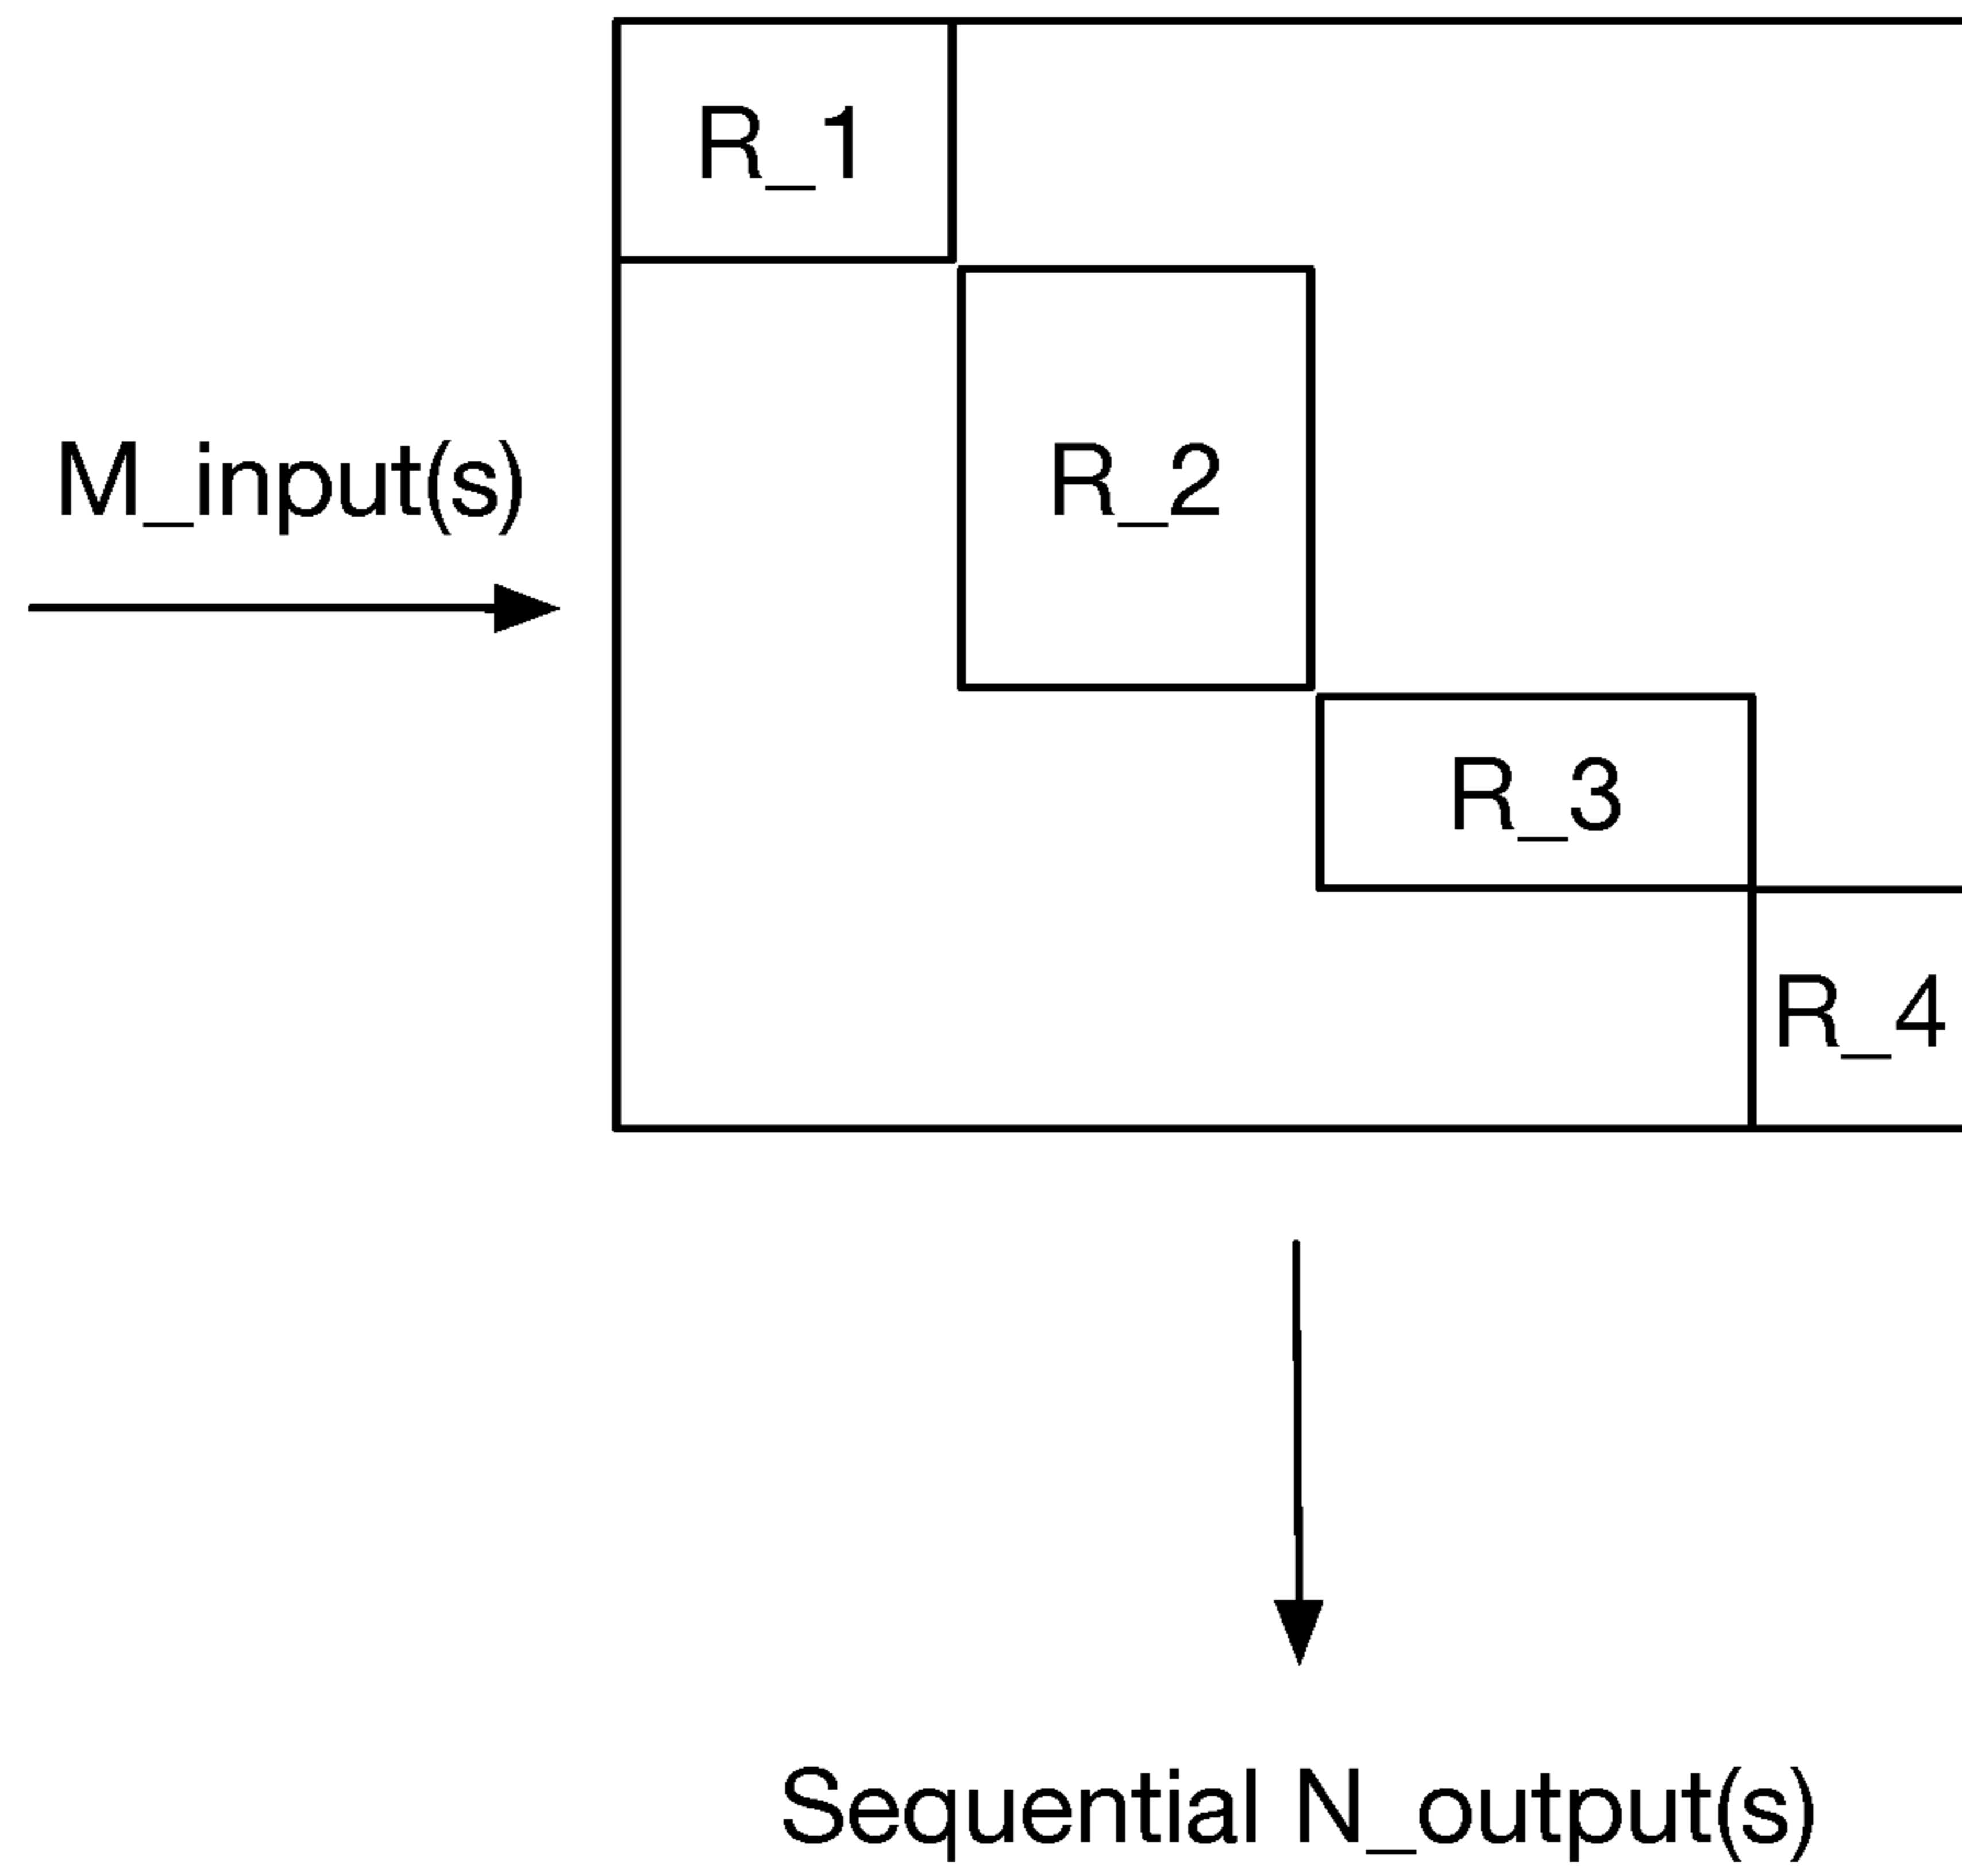 R_1
R_2
M_input(s)
R_3
R_4
Sequential N_output(s)